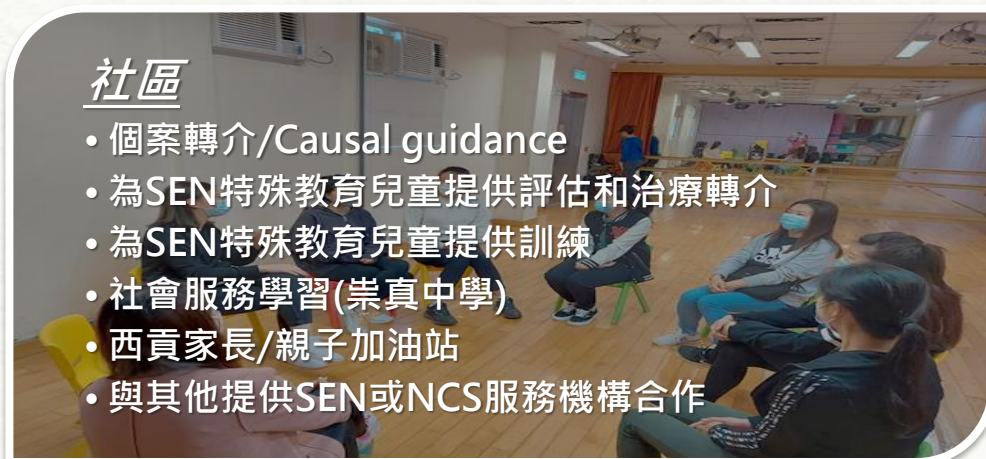 社區
• 個案轉介/Causal guidance
• 為SEN特殊教育兒童提供評估和治療轉介
• 為SEN特殊教育兒童提供訓練
• 社會服務學習(崇真中學)
• 西貢家長/親子加油站
• 與其他提供SEN或NCS服務機構合作